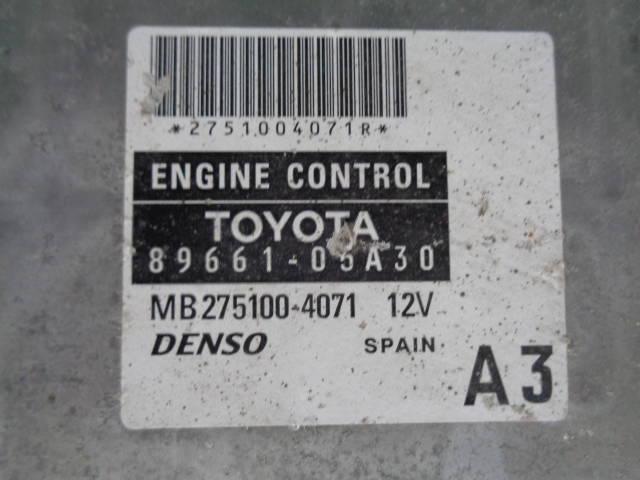 *2751004071R*
ENGINE CONTROL
TOYOTA
89661-05A30
MB275100-4071 12V
DENSO SPAIN
A3